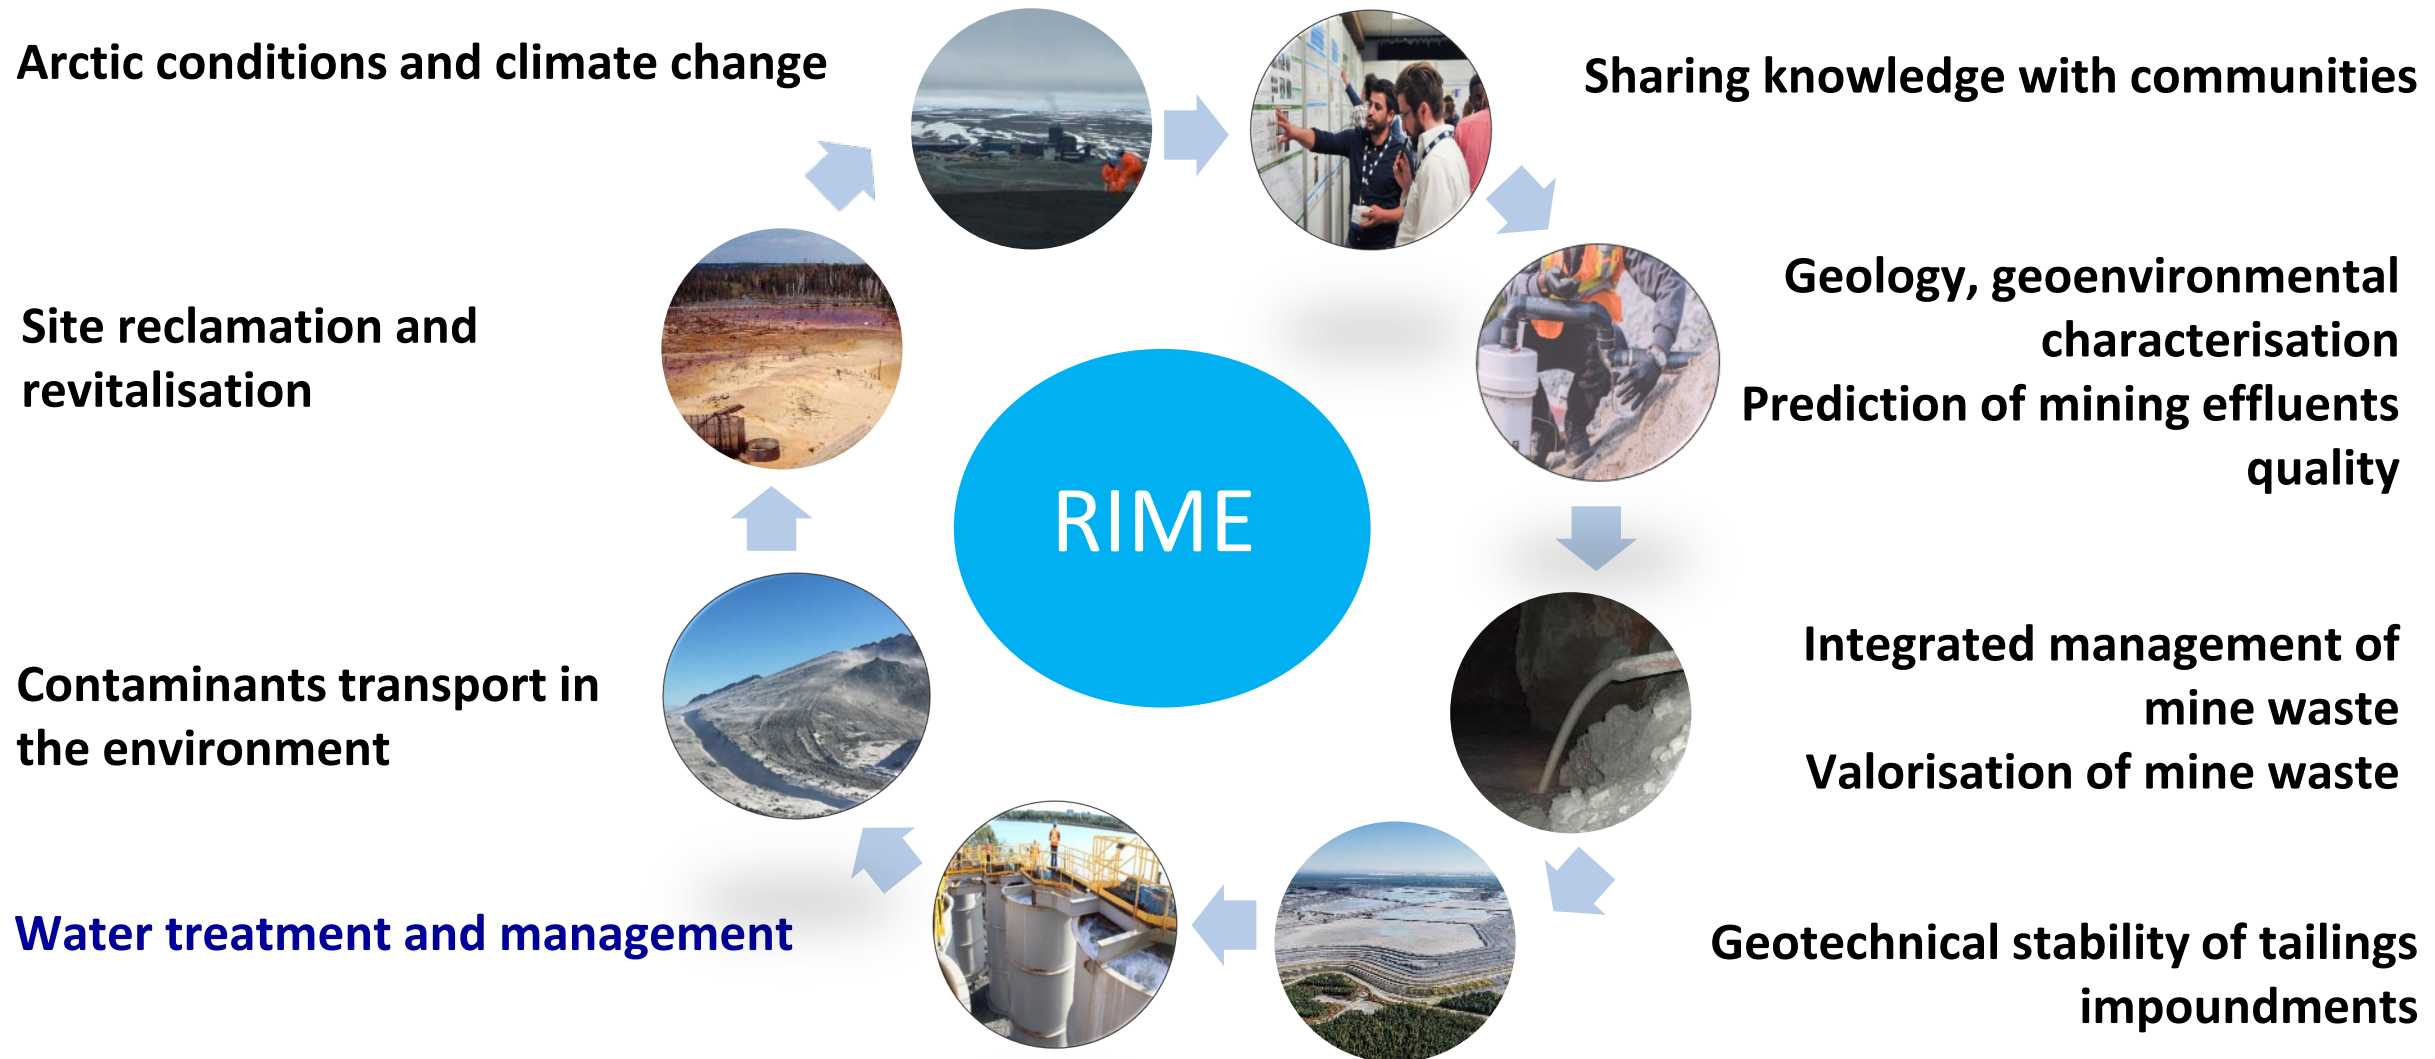 Arctic conditions and climate change
Sharing knowledge with communities
Geology, geoenvironmental
characterisation
Prediction of mining effluents
quality
Site reclamation and
revitalisation
RIME
Integrated management of
mine waste
Valorisation of mine waste
Contaminants transport in
the environment
Water treatment and management
Geotechnical stability of tailings
impoundments